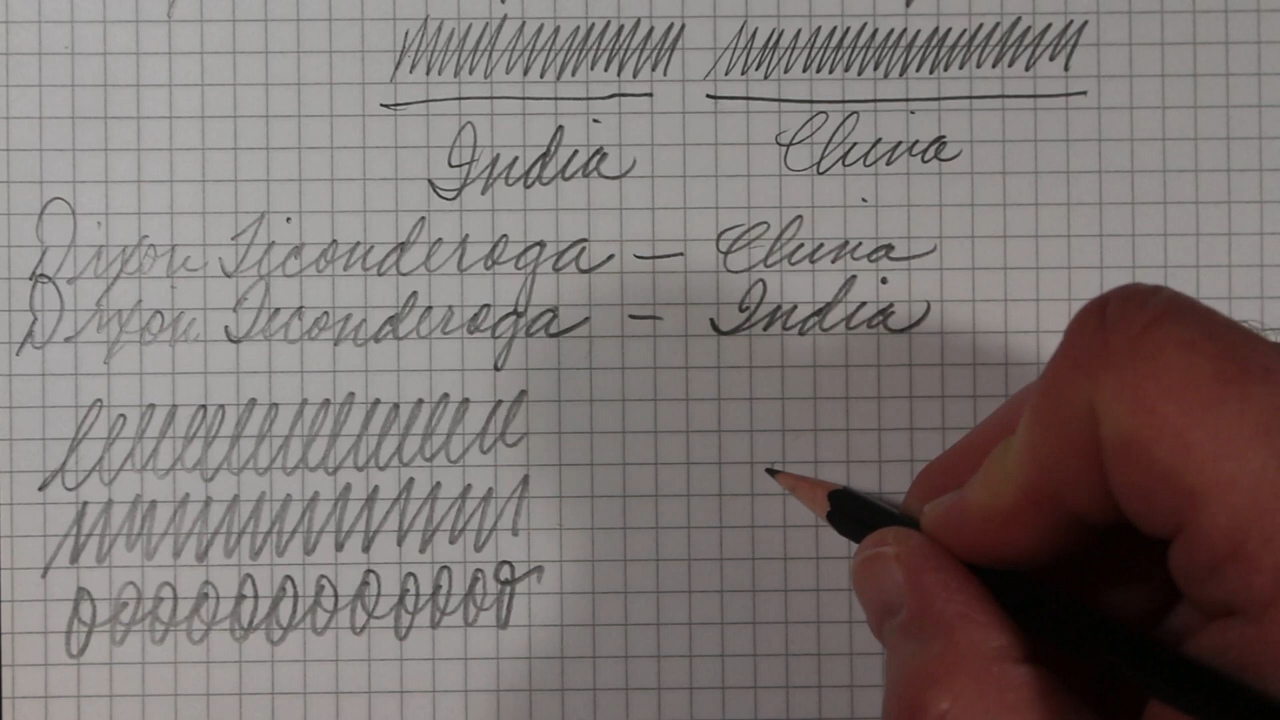 India China
Dixon Ticonderoga – China
Dixon Ticonderoga – India